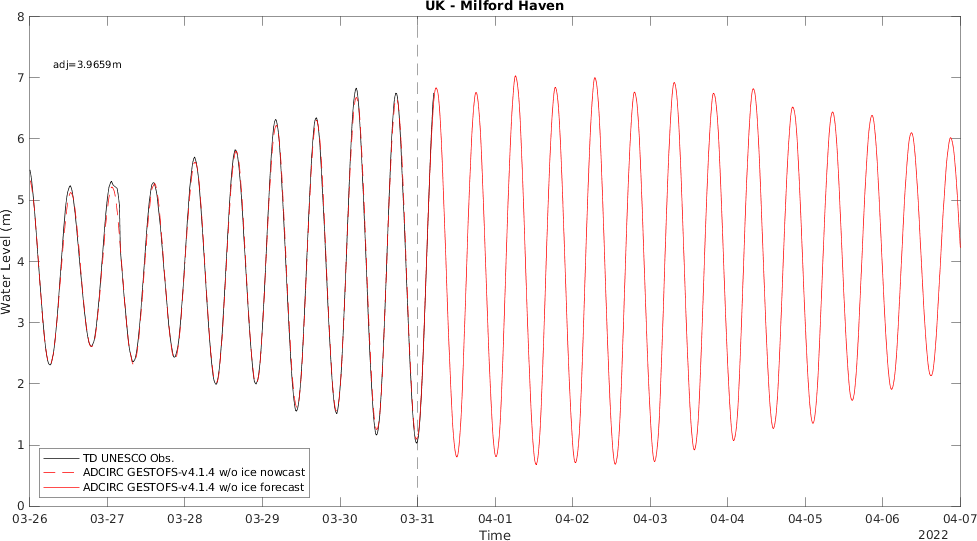 UK - Milford Haven
8
adj=3.9659m
7
6
5
4
3
2
1
0
Water Level (m)
TD UNESCO Obs.
ADCIRC GESTOFS-v4.1.4 w/o ice nowcast
ADCIRC GESTOFS-v4.1.4 w/o ice forecast
03-26 03-27 03-28 03-29 03-30 03-31 04-01 04-02 04-03 04-04 04-05 04-06 04-07
Time
2022